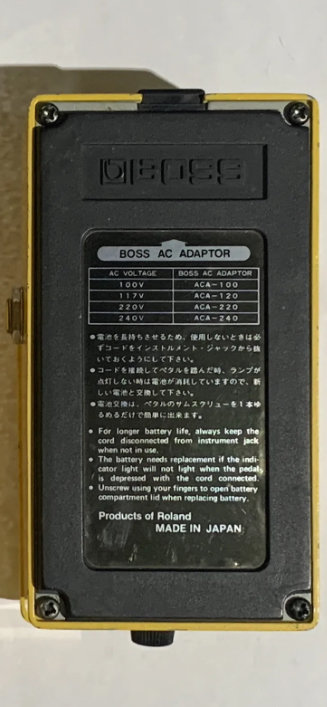 BOSS
BOSS AC ADAPTOR
AC VOLTAGE BOSS AC ADAPTOR
100V ACA-100
117V ACA-120
220V ACA-220
240V ACA-240
●電池を長持ちさせるため、使用しないときは必
ずコードをインストルメント・ジャックから抜
いておくようにして下さい。
●コードを接続してペタルを踏んだ時、ランプが
点灯しない時は電池が消耗していますので、新
しい電池と交換して下さい。
●電池交換は、ペダルのサムスクリューを1本ゆ
るめるだけで簡単に出来ます。
● For longer battery life, always keep the
cord disconnected from instrument jack
when not in use.
● The battery needs replacement if the indi-
cator light will not light when the pedal
is depressed with the cord connected.
● Unscrew using your fingers to open battery
compartment lid when replacing battery.
Products of Roland
MADE IN JAPAN